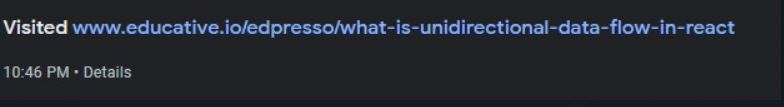 Visited www.educative.io/edpresso/what-is-unidirectional-data-flow-in-react
10:46 PM • Details